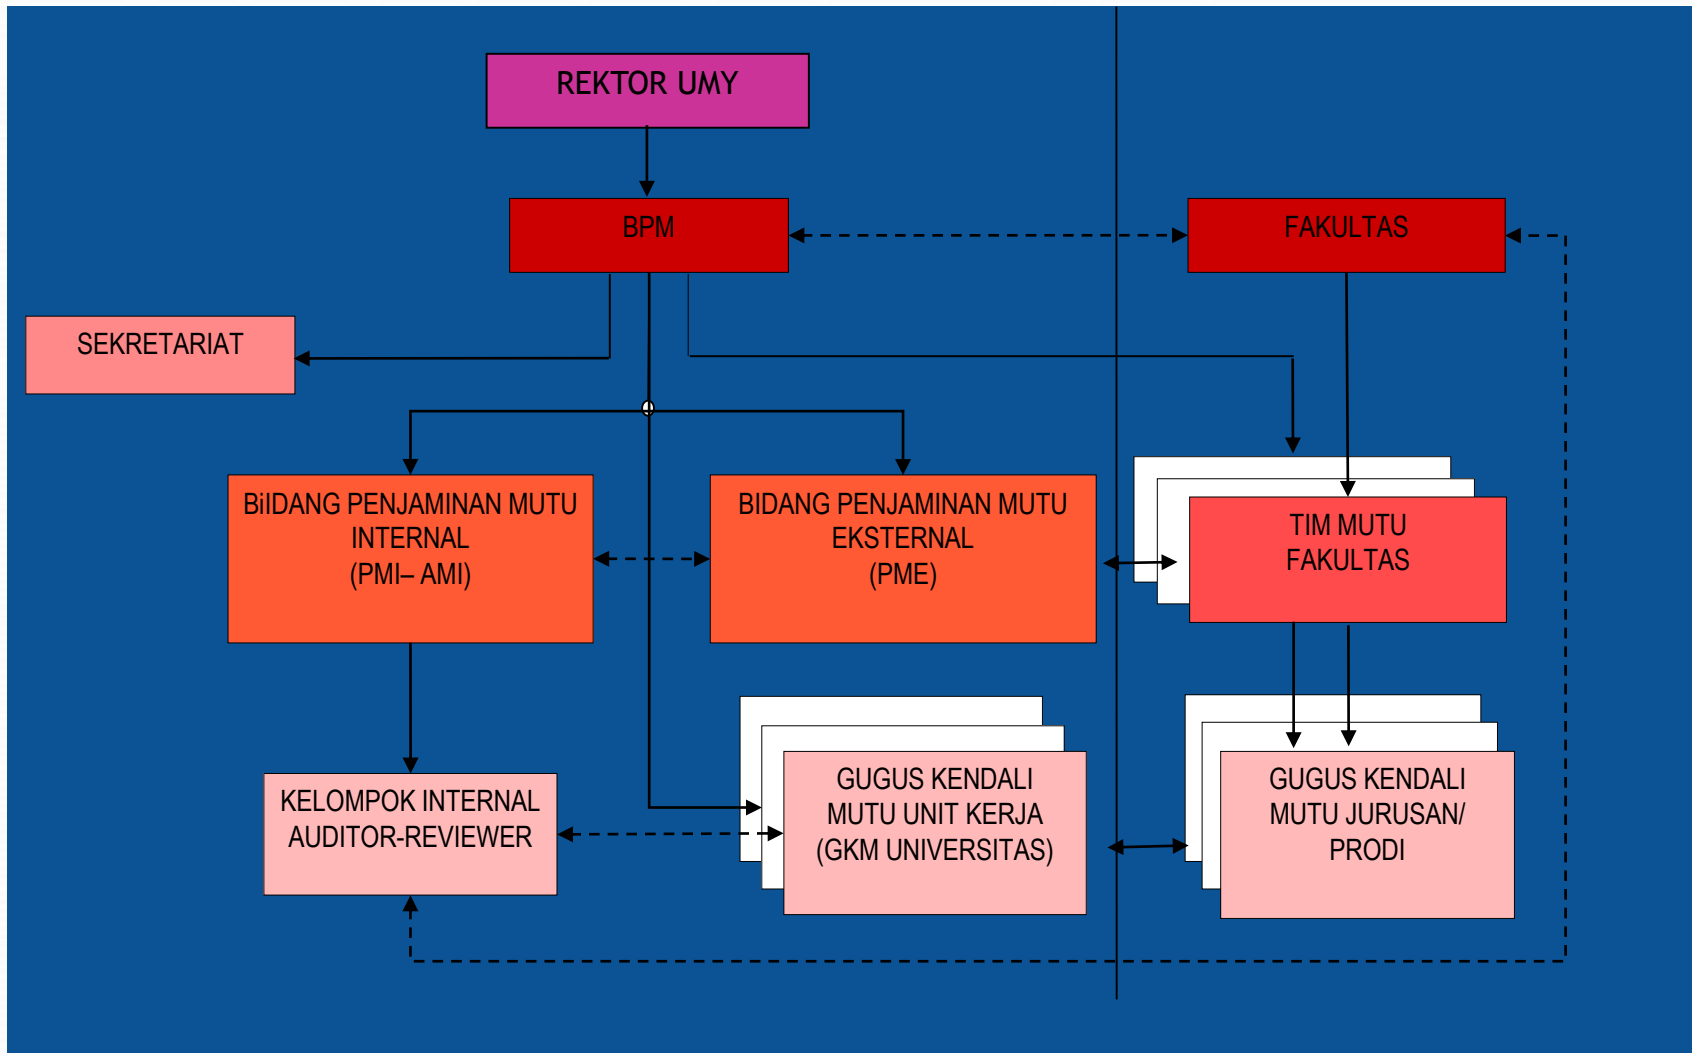 REKTOR UMY
BPM
FAKULTAS
SEKRETARIAT
BiIDANG PENJAMINAN MUTU
INTERNAL
(PMI– AMI)
BIDANG PENJAMINAN MUTU
EKSTERNAL
(PME)
TIM MUTU
FAKULTAS
KELOMPOK INTERNAL
AUDITOR-REVIEWER
GUGUS KENDALI
MUTU UNIT KERJA
(GKM UNIVERSITAS)
GUGUS KENDALI
MUTU JURUSAN/
PRODI